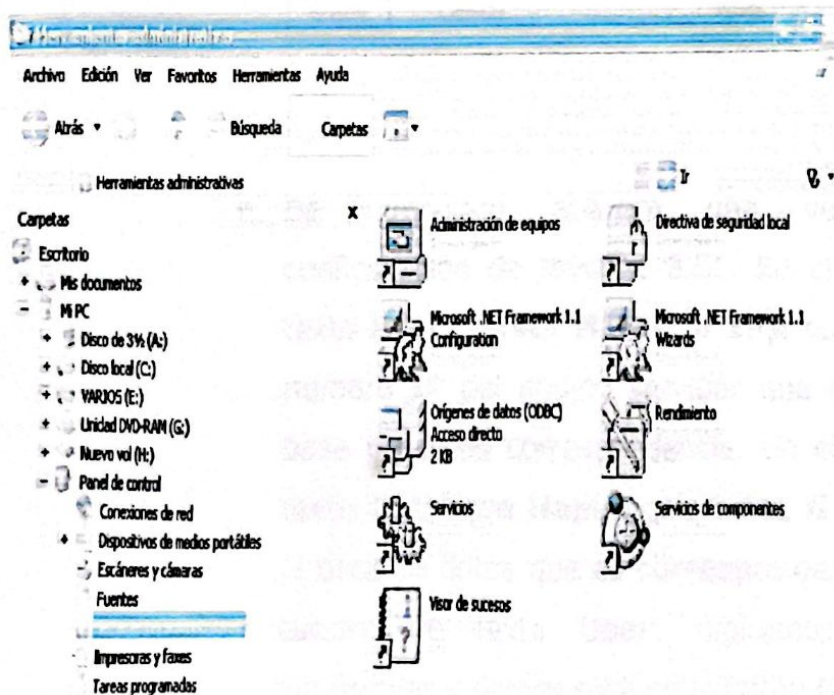 Herramientas administrativas
Archivo Edición Ver Favoritos Herramientas Ayuda
Atrás Búsqueda Carpetas
Herramientas administrativas Ir
Carpetas x
Escritorio
Mis documentos
Mi PC
Disco de 3½ (A:)
Disco local (C:)
VARIOS (E:)
Unidad DVD-RAM (G:)
Nuevo vol (H:)
Panel de control
Conexiones de red
Dispositivos de medios portátiles
Escáneres y cámaras
Fuentes
Impresoras y faxes
Tareas programadas
Administración de equipos
Directiva de seguridad local
Microsoft .NET Framework 1.1
Configuration
Microsoft .NET Framework 1.1
Wizards
Orígenes de datos (ODBC)
Acceso directo
2 KB
Rendimiento
Servicios
Servicios de componentes
Visor de sucesos